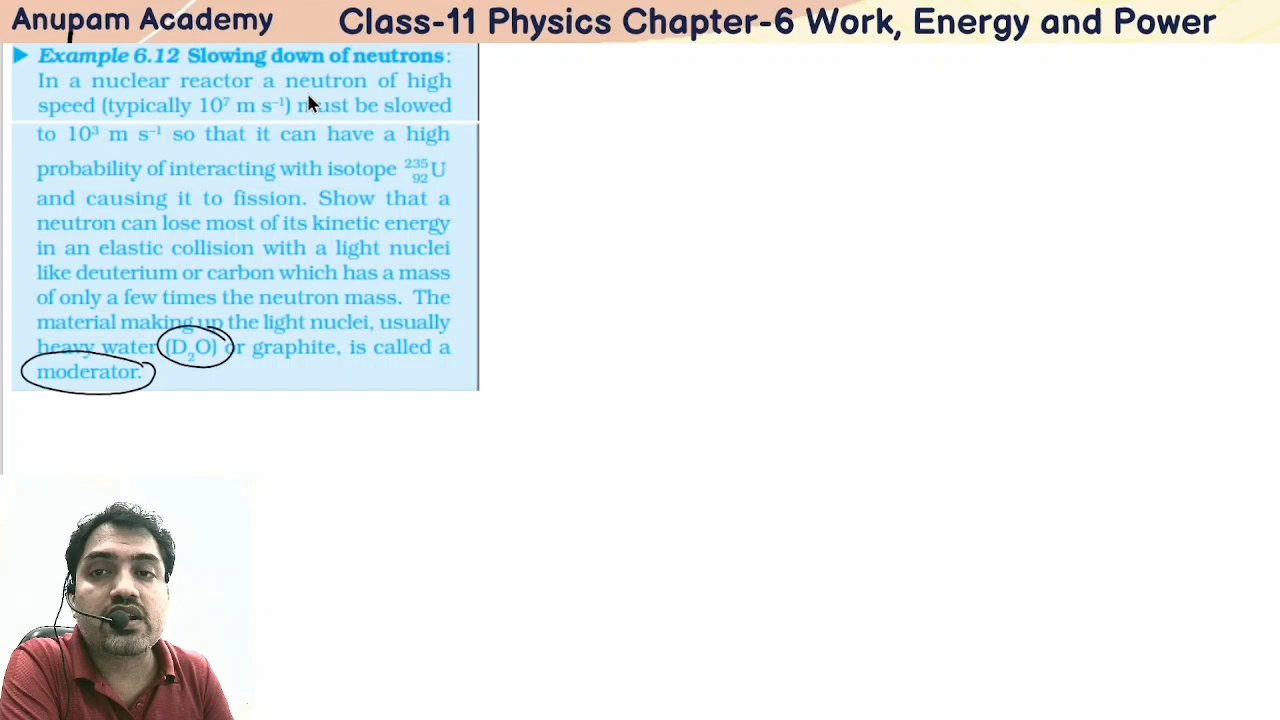 Anupam Academy
Class-11 Physics Chapter-6 Work, Energy and Power
▶ Example 6.12 Slowing down of neutrons:
In a nuclear reactor a neutron of high
speed (typically 10⁷ m s⁻¹) must be slowed
to 10³ m s⁻¹ so that it can have a high
probability of interacting with isotope ²³⁵₉₂U
and causing it to fission. Show that a
neutron can lose most of its kinetic energy
in an elastic collision with a light nuclei
like deuterium or carbon which has a mass
of only a few times the neutron mass. The
material making up the light nuclei, usually
heavy water (D₂O) or graphite, is called a
moderator.